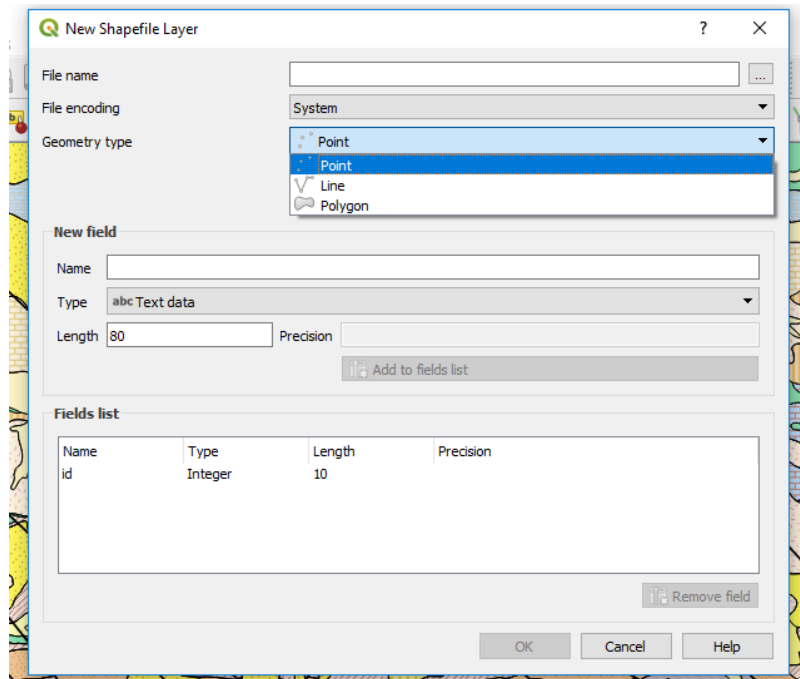 New Shapefile Layer
File name
...
File encoding System
Geometry type Point
Point
Line
Polygon
New field
Name
Type abc Text data
Length 80 Precision
Add to fields list
Fields list
Name Type Length Precision
id Integer 10
Remove field
OK Cancel Help